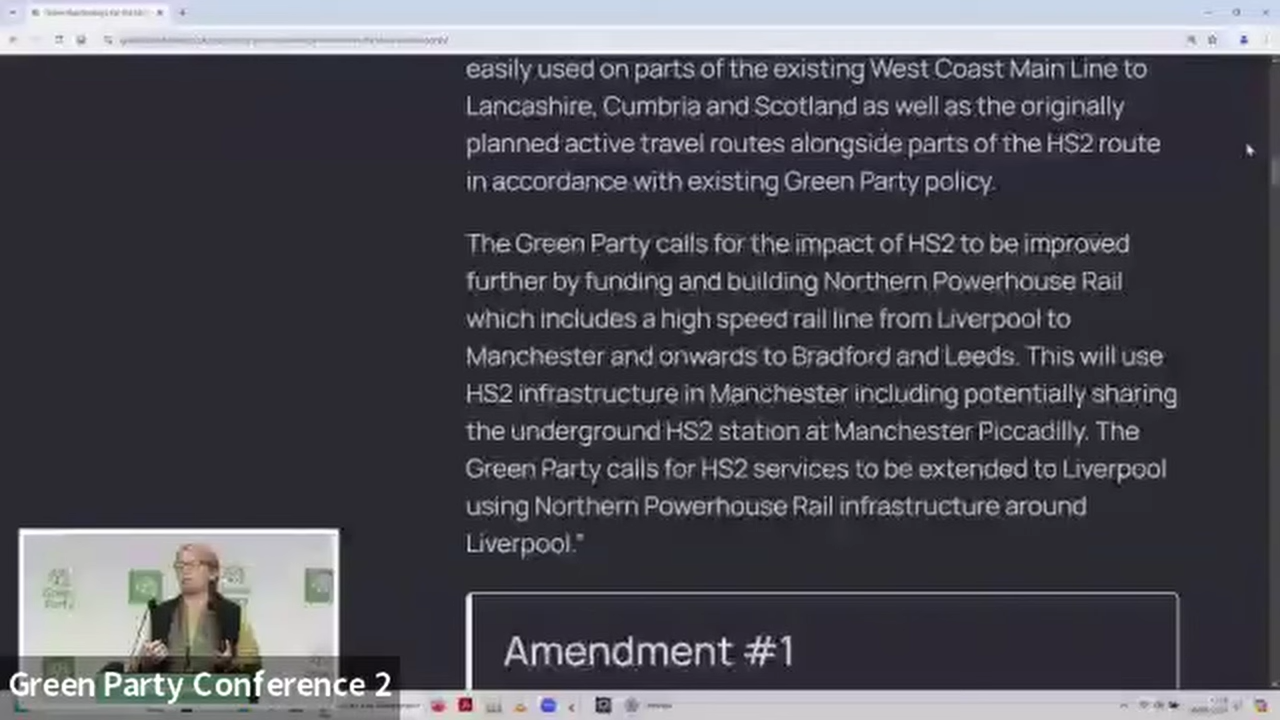 easily used on parts of the existing West Coast Main Line to
Lancashire, Cumbria and Scotland as well as the originally
planned active travel routes alongside parts of the HS2 route
in accordance with existing Green Party policy.
The Green Party calls for the impact of HS2 to be improved
further by funding and building Northern Powerhouse Rail
which includes a high speed rail line from Liverpool to
Manchester and onwards to Bradford and Leeds. This will use
HS2 infrastructure in Manchester including potentially sharing
the underground HS2 station at Manchester Piccadilly. The
Green Party calls for HS2 services to be extended to Liverpool
using Northern Powerhouse Rail infrastructure around
Liverpool."
Amendment #1
Green
Party
Green Party Conference 2